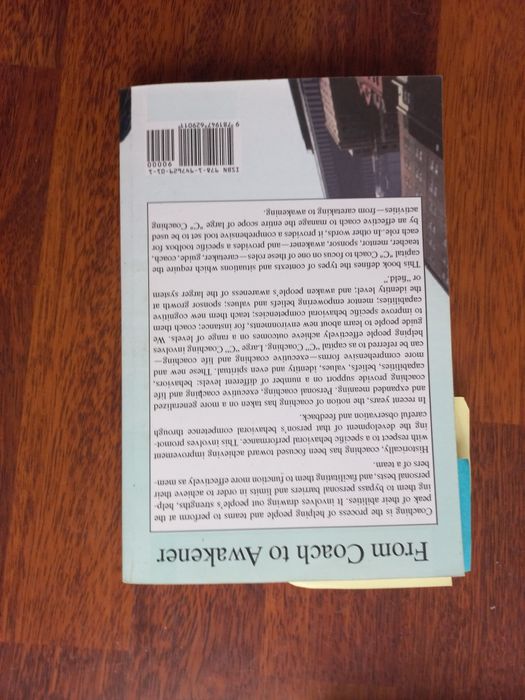 From Coach to Awakener
Coaching is the process of helping people and teams to perform at the
peak of their abilities. It involves drawing out people's strengths, help-
ing them to bypass personal barriers and limits in order to achieve their
personal bests, and facilitating them to function more effectively as mem-
bers of a team.
Historically, coaching has been focused toward achieving improvement
with respect to a specific behavioral performance. This involves promot-
ing the development of that person's behavioral competence through
careful observation and feedback.
In recent years, the notion of coaching has taken on a more generalized
and expanded meaning. Personal coaching, executive coaching and life
coaching provide support on a number of different levels: behaviors,
capabilities, beliefs, values, identity and even spiritual. These new and
more comprehensive forms—executive coaching and life coaching—
can be referred to as capital "C" Coaching. Large "C" Coaching involves
helping people effectively achieve outcomes on a range of levels. We
guide people to learn about new environments, for instance; coach them
to improve specific behavioral competencies; teach them new cognitive
capabilities; mentor empowering beliefs and values; sponsor growth at
the identity level; and awaken people's awareness of the larger system
or "field."
This book defines the types of contexts and situations which require the
capital "C" Coach to focus on one of these roles—caretaker, guide, coach,
teacher, mentor, sponsor, awakener—and provides a specific toolbox for
each role. In other words, it provides a comprehensive tool set to be used
by an effective coach to manage the entire scope of large "C" Coaching
activities—from caretaking to awakening.
ISBN 978-1-947629-01-1
90000
9 781947 629011